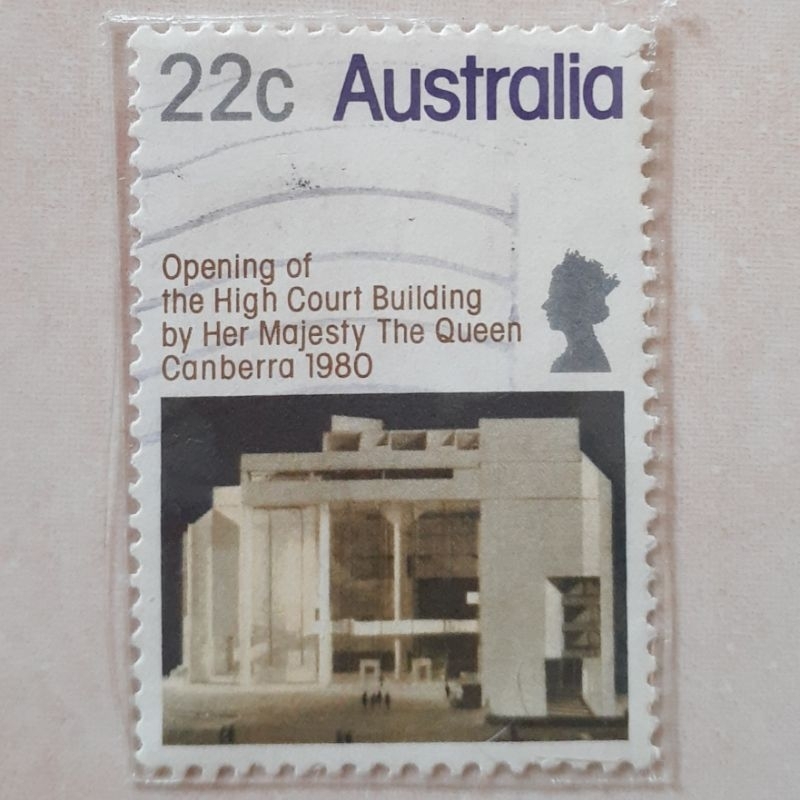 22c Australia
Opening of
the High Court Building
by Her Majesty The Queen
Canberra 1980